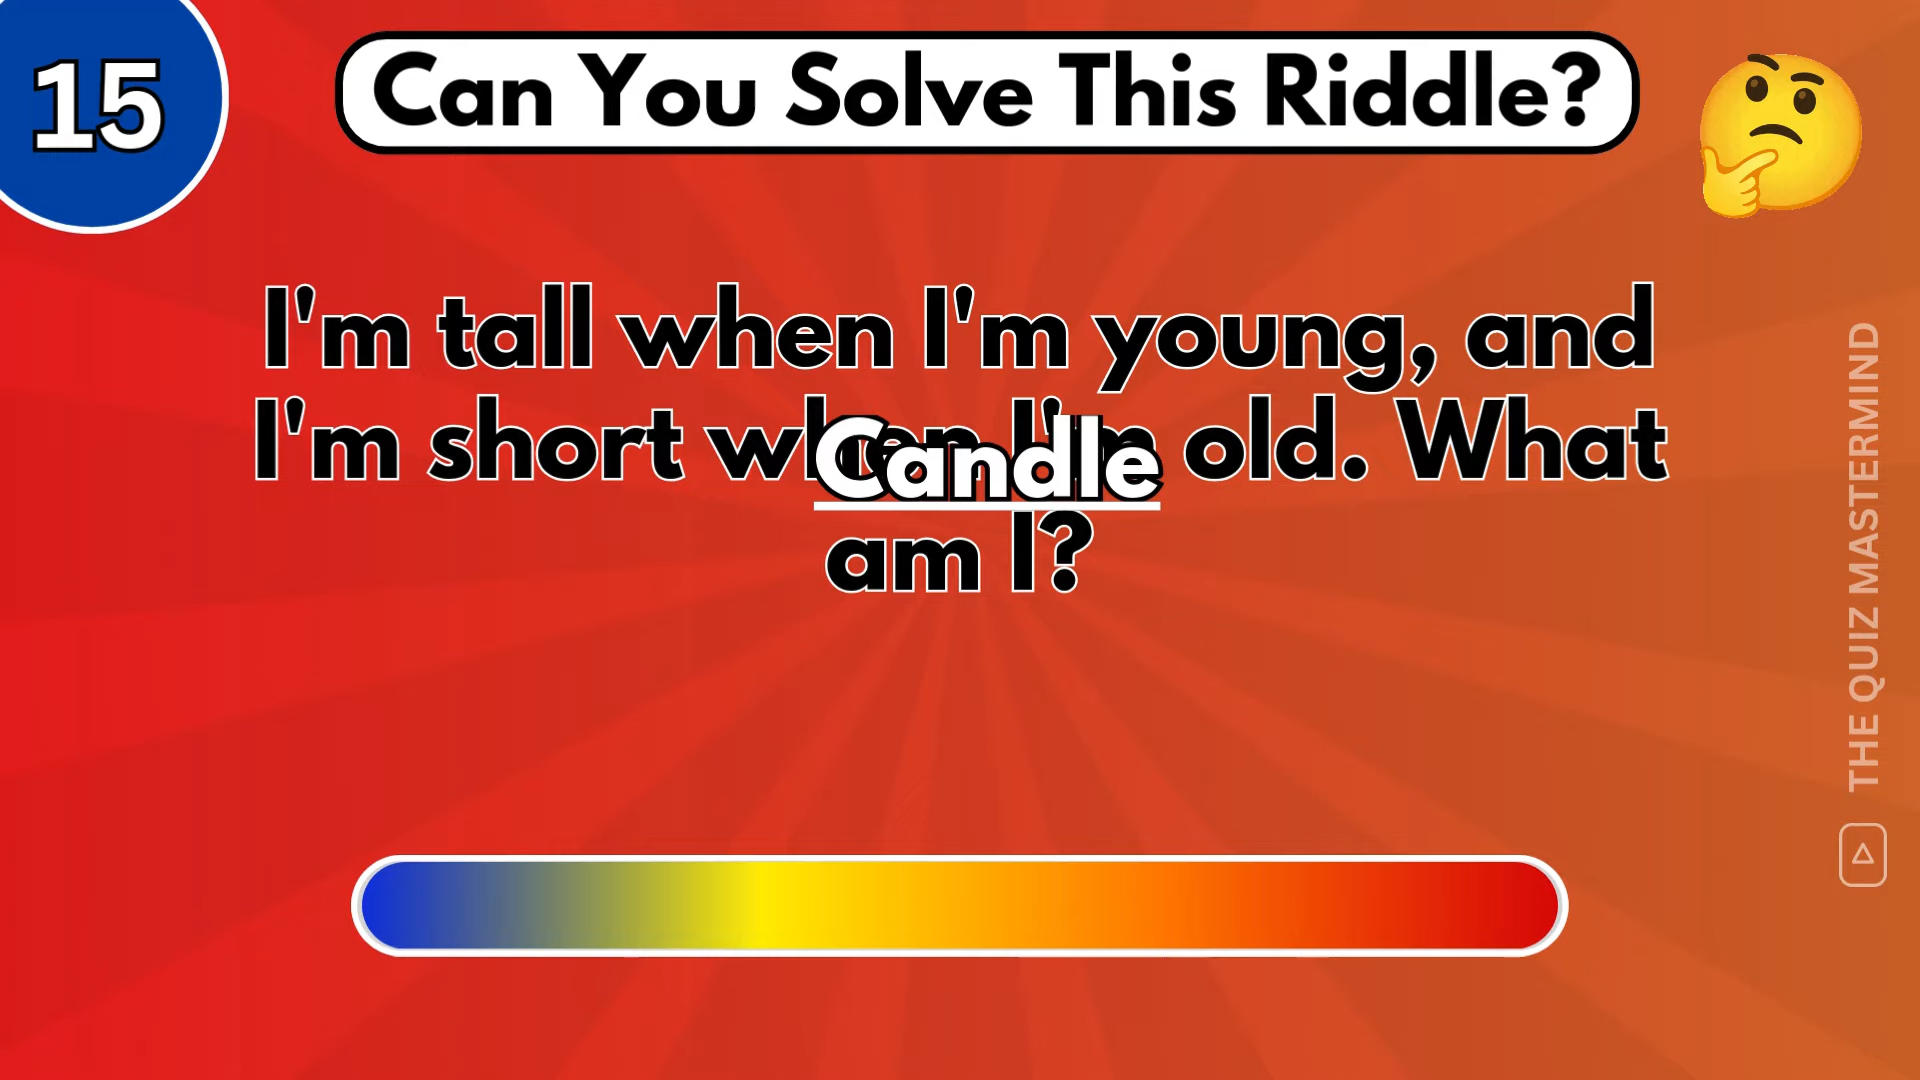 15
Can You Solve This Riddle?
I'm tall when I'm young, and
I'm short when I'm old. What
Candle
am I?
THE QUIZ MASTERMIND